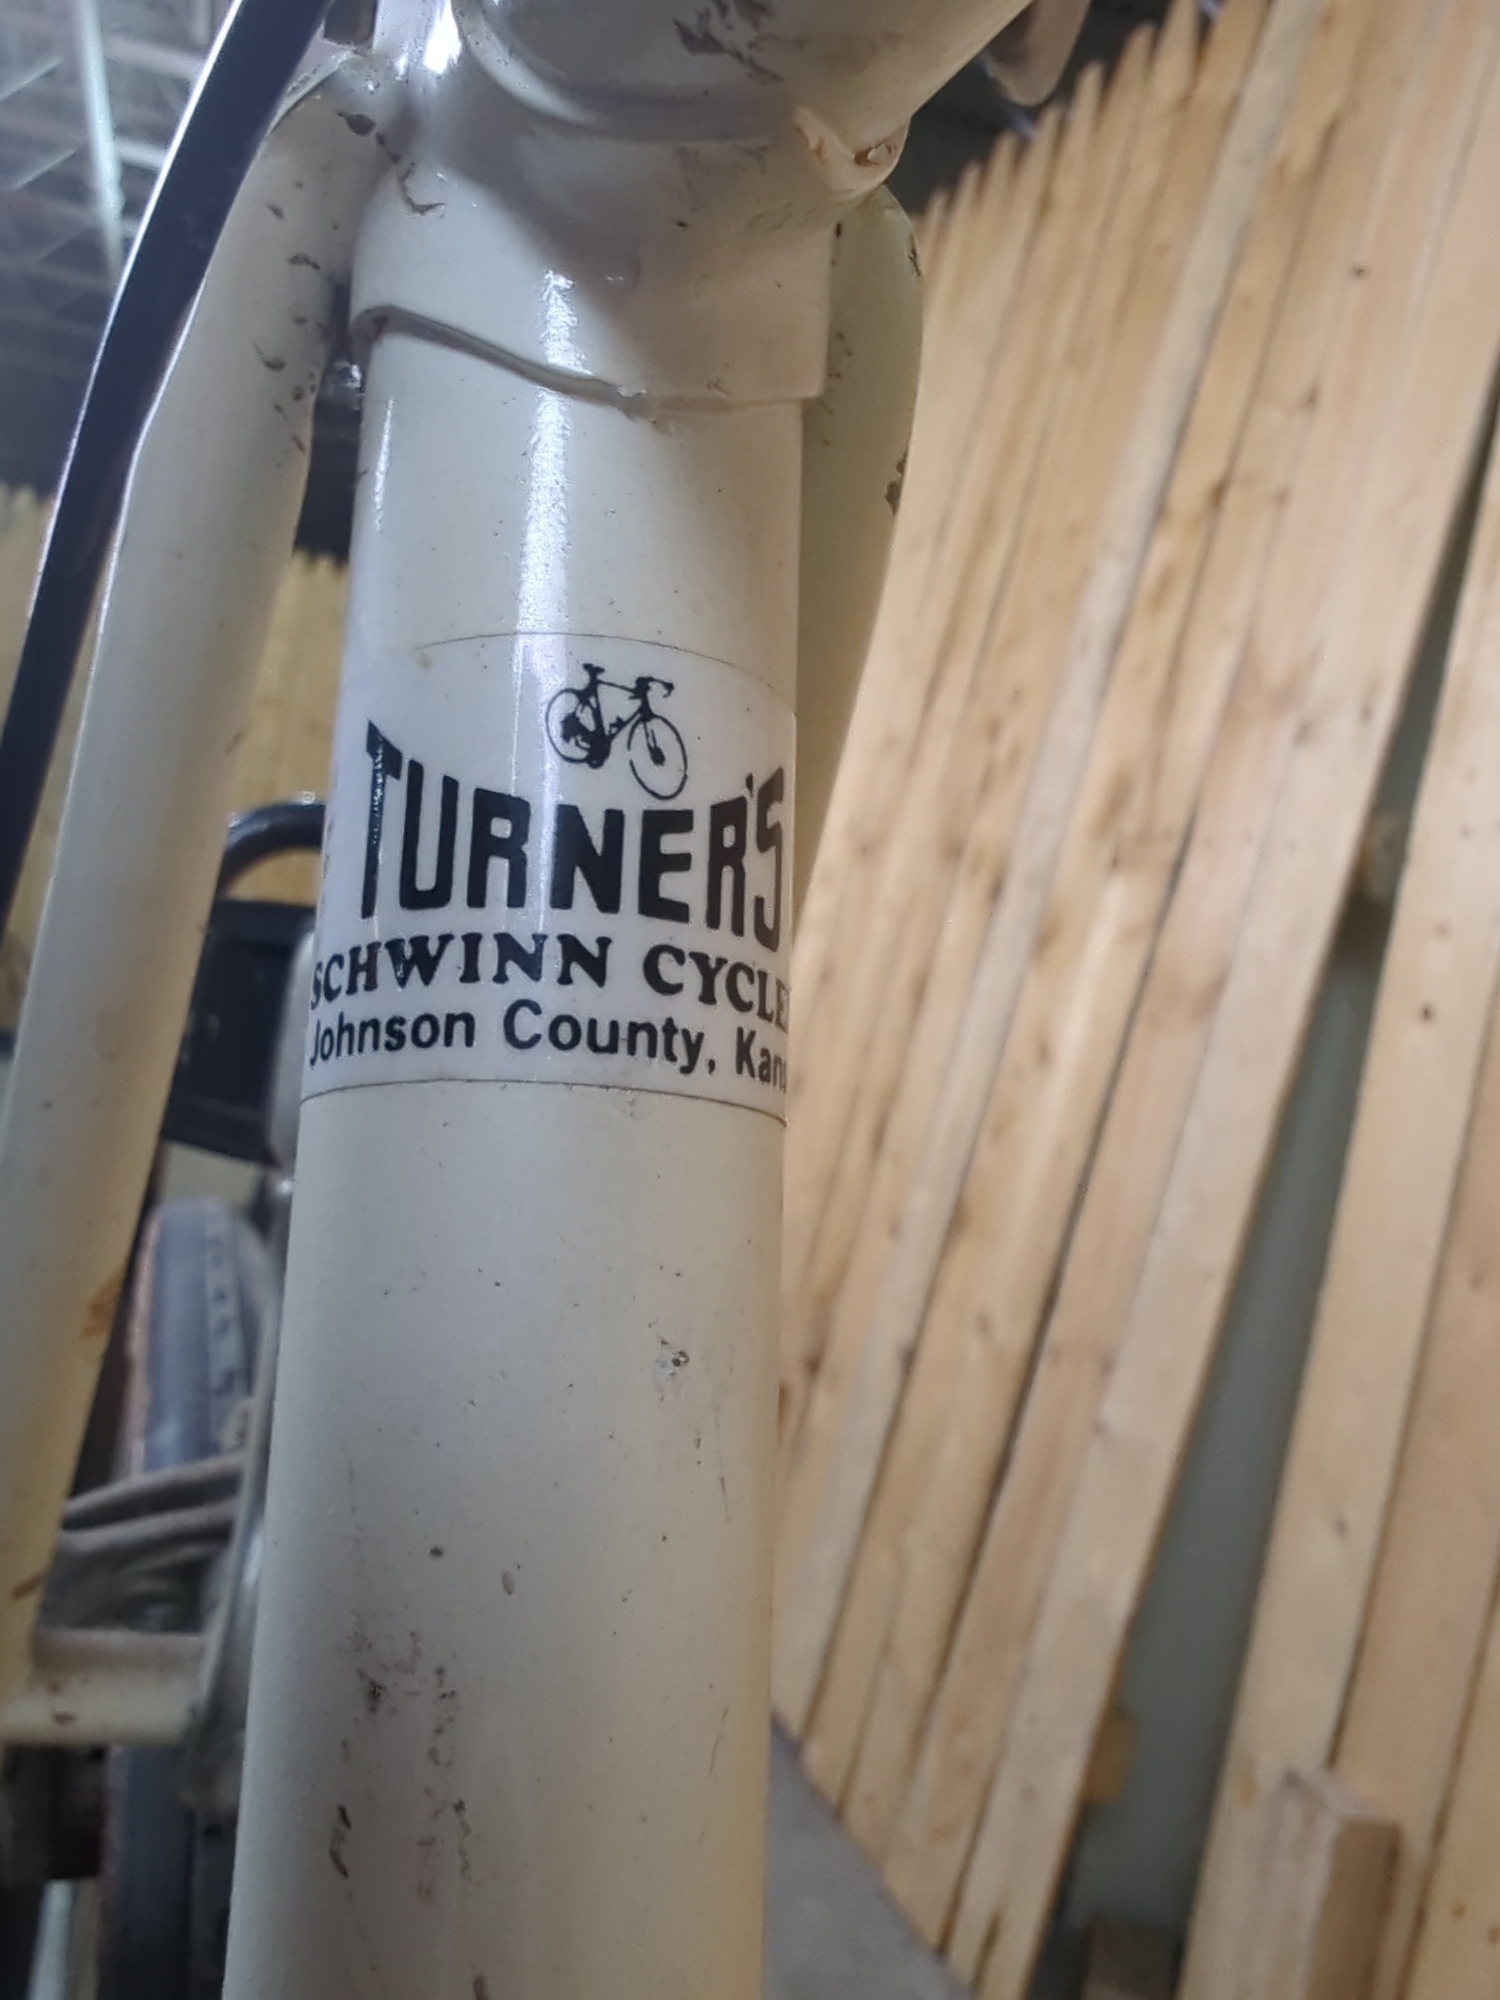 TURNER'S
SCHWINN CYCLE
Johnson County, Kan